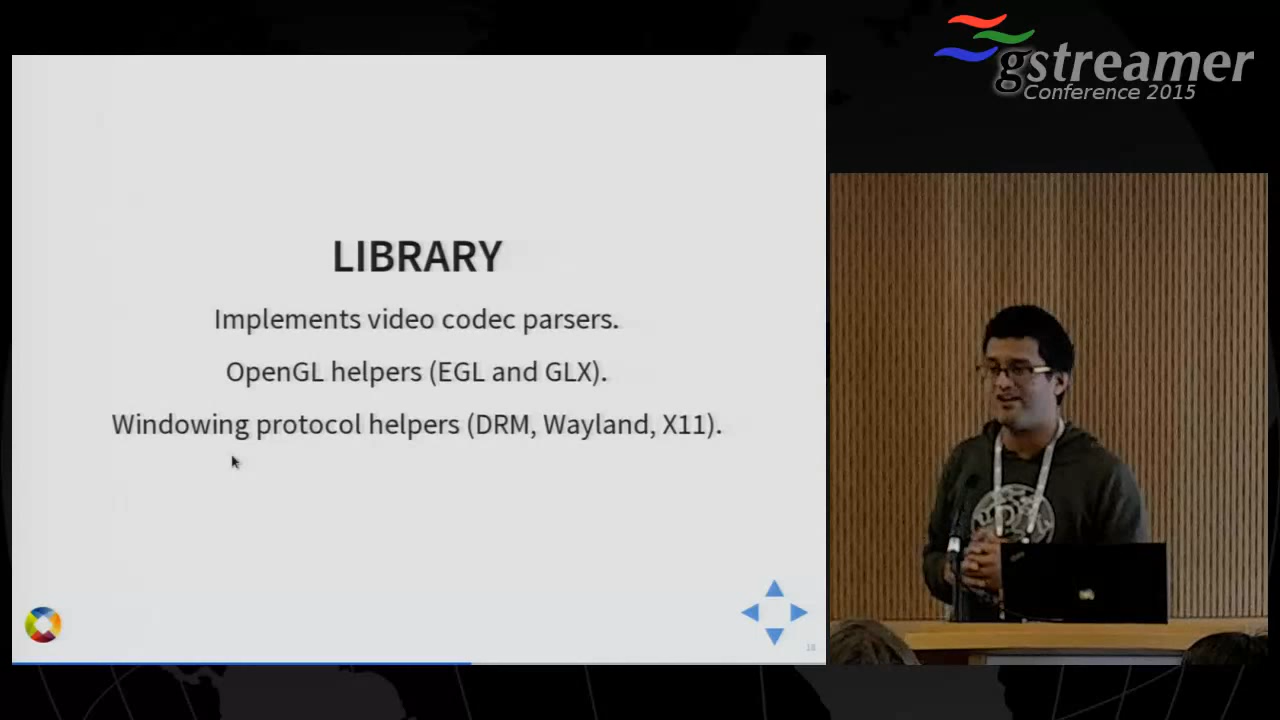 gstreamer
Conference 2015
LIBRARY
Implements video codec parsers.
OpenGL helpers (EGL and GLX).
Windowing protocol helpers (DRM, Wayland, X11).
18